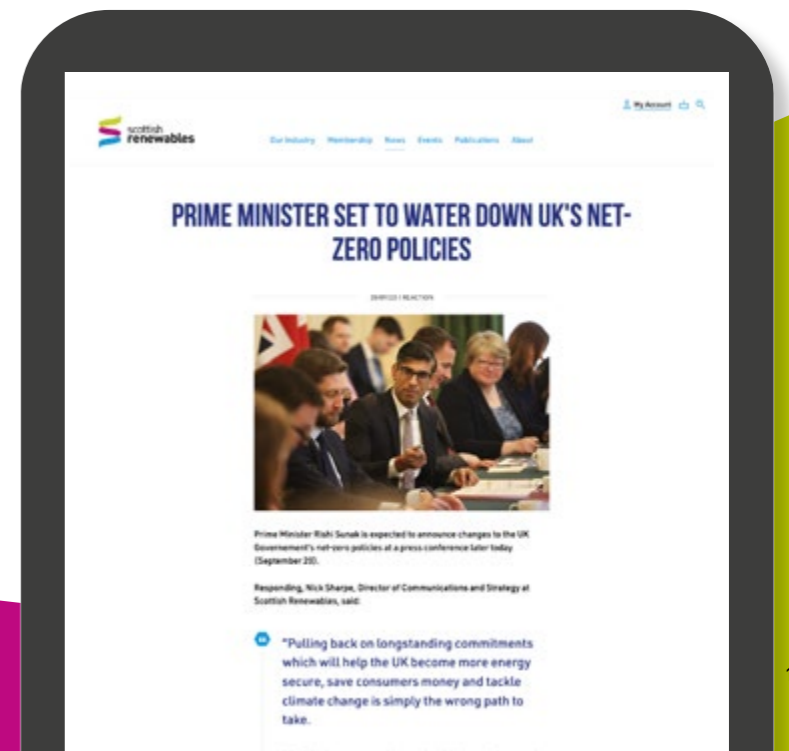 My Account
scottish
renewables
Our Industry Membership News Events Publications About
PRIME MINISTER SET TO WATER DOWN UK'S NET-
ZERO POLICIES
REACTION
Prime Minister Rishi Sunak is expected to announce changes to the UK
Governement's net-zero policies at a press conference later today
(September 20).
Responding, Nick Sharpe, Director of Communications and Strategy at
Scottish Renewables, said:
"Pulling back on longstanding commitments
which will help the UK become more energy
secure, save consumers money and tackle
climate change is simply the wrong path to
take.